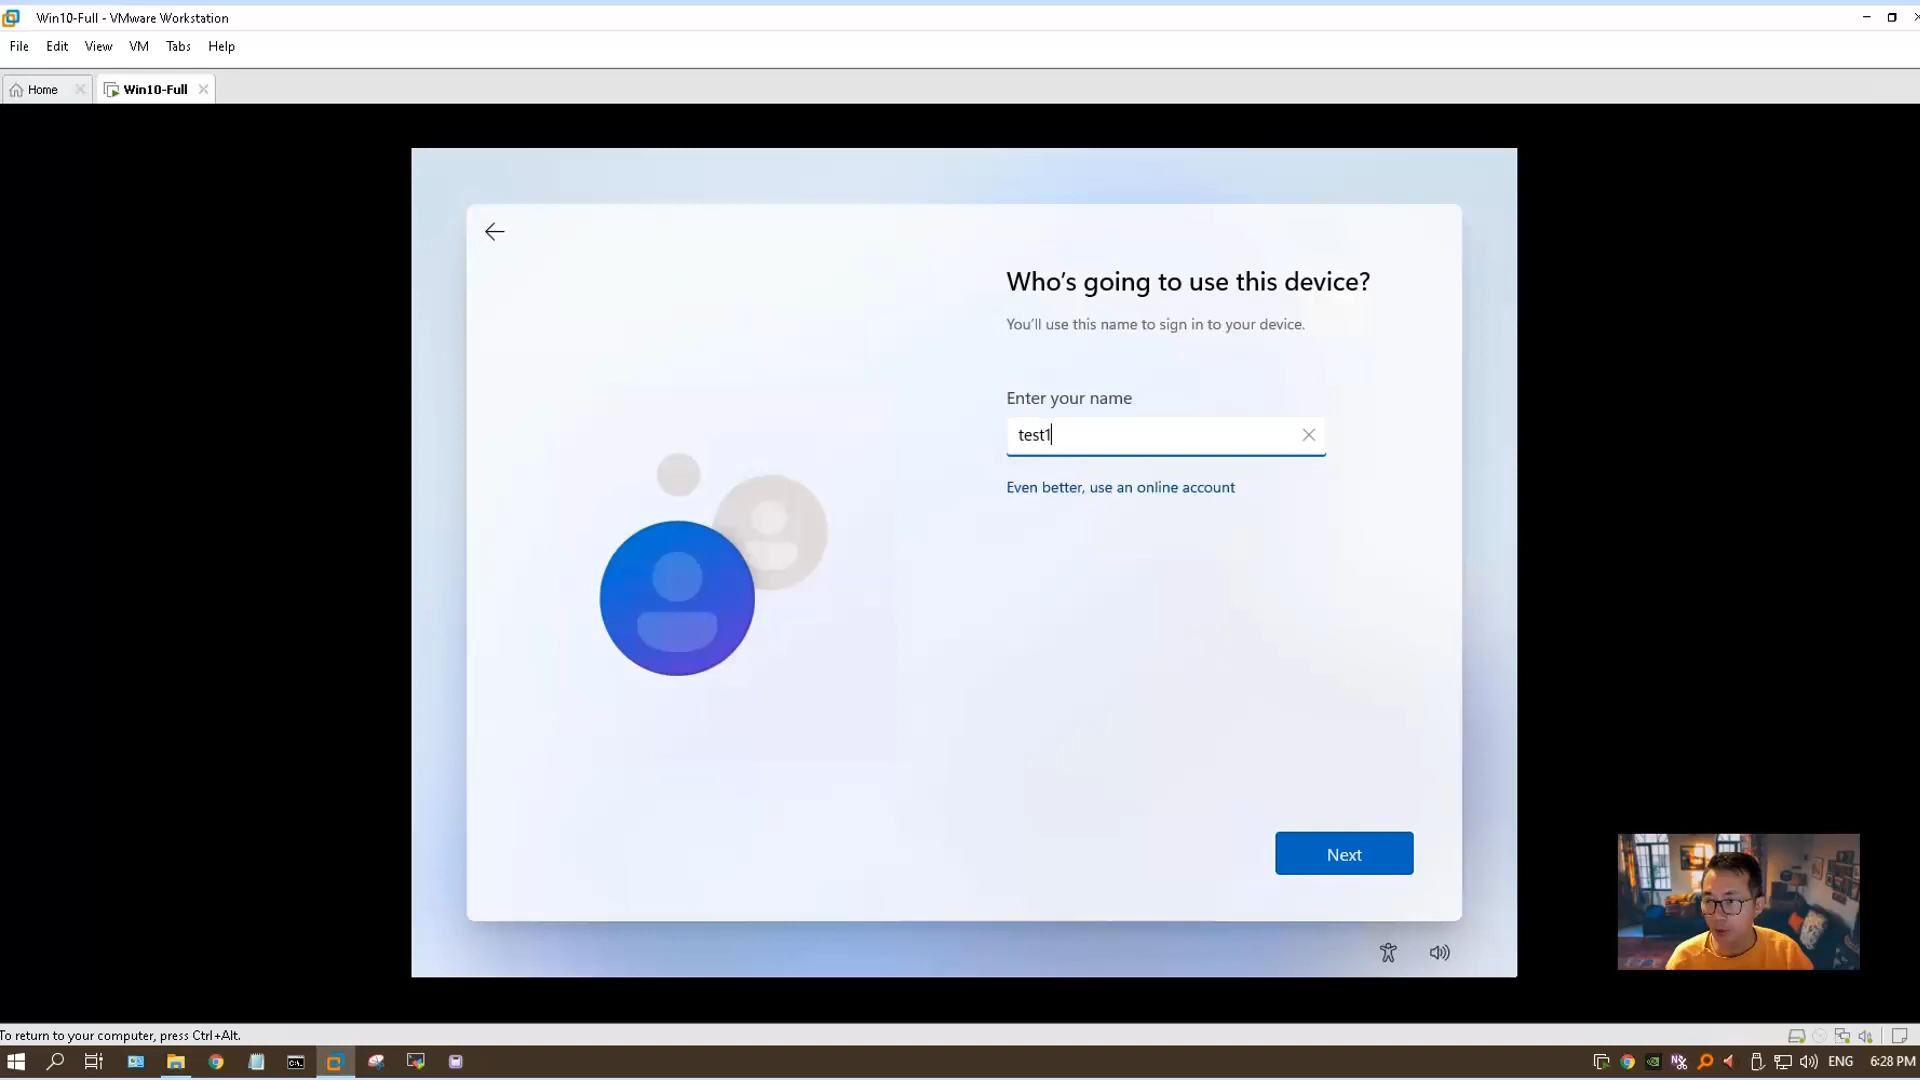 Win10-Full - VMware Workstation
File Edit View VM Tabs Help
Home Win10-Full
Who's going to use this device?
You'll use this name to sign in to your device.
Enter your name
test1
Even better, use an online account
Next
To return to your computer, press Ctrl+Alt.
ENG 6:28 PM